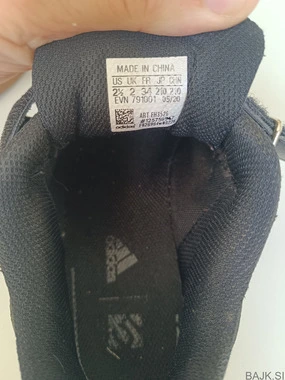 MADE IN CHINA
US UK FR JP CHN
2½ 2 34 210 210
EVN 791001 05/20
adidas
adidas
BAJK.SI